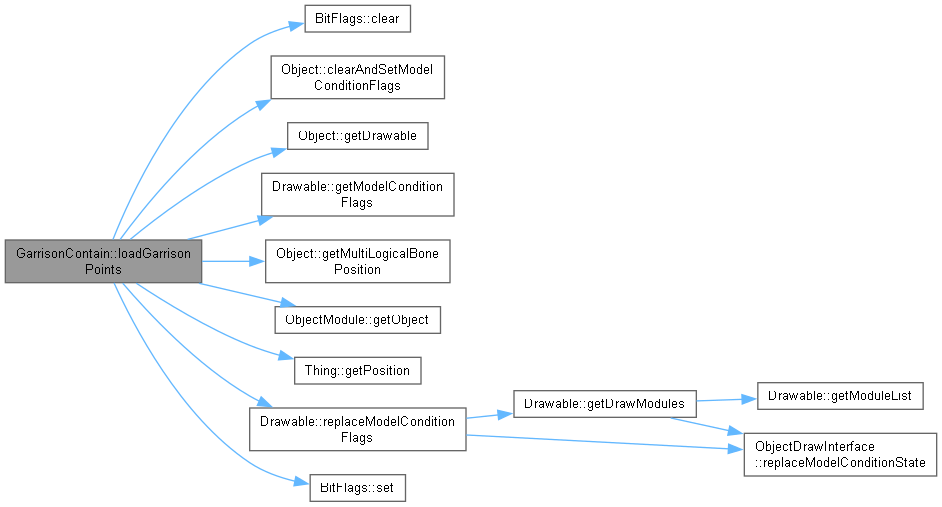 BitFlags::clear
Object::clearAndSetModel
ConditionFlags
Object::getDrawable
Drawable::getModelCondition
Flags
GarrisonContain::loadGarrison
Points
Object::getMultiLogicalBone
Position
ObjectModule::getObject
Thing::getPosition
Drawable::replaceModelCondition
Flags
Drawable::getDrawModules
Drawable::getModuleList
ObjectDrawInterface
::replaceModelConditionState
BitFlags::set